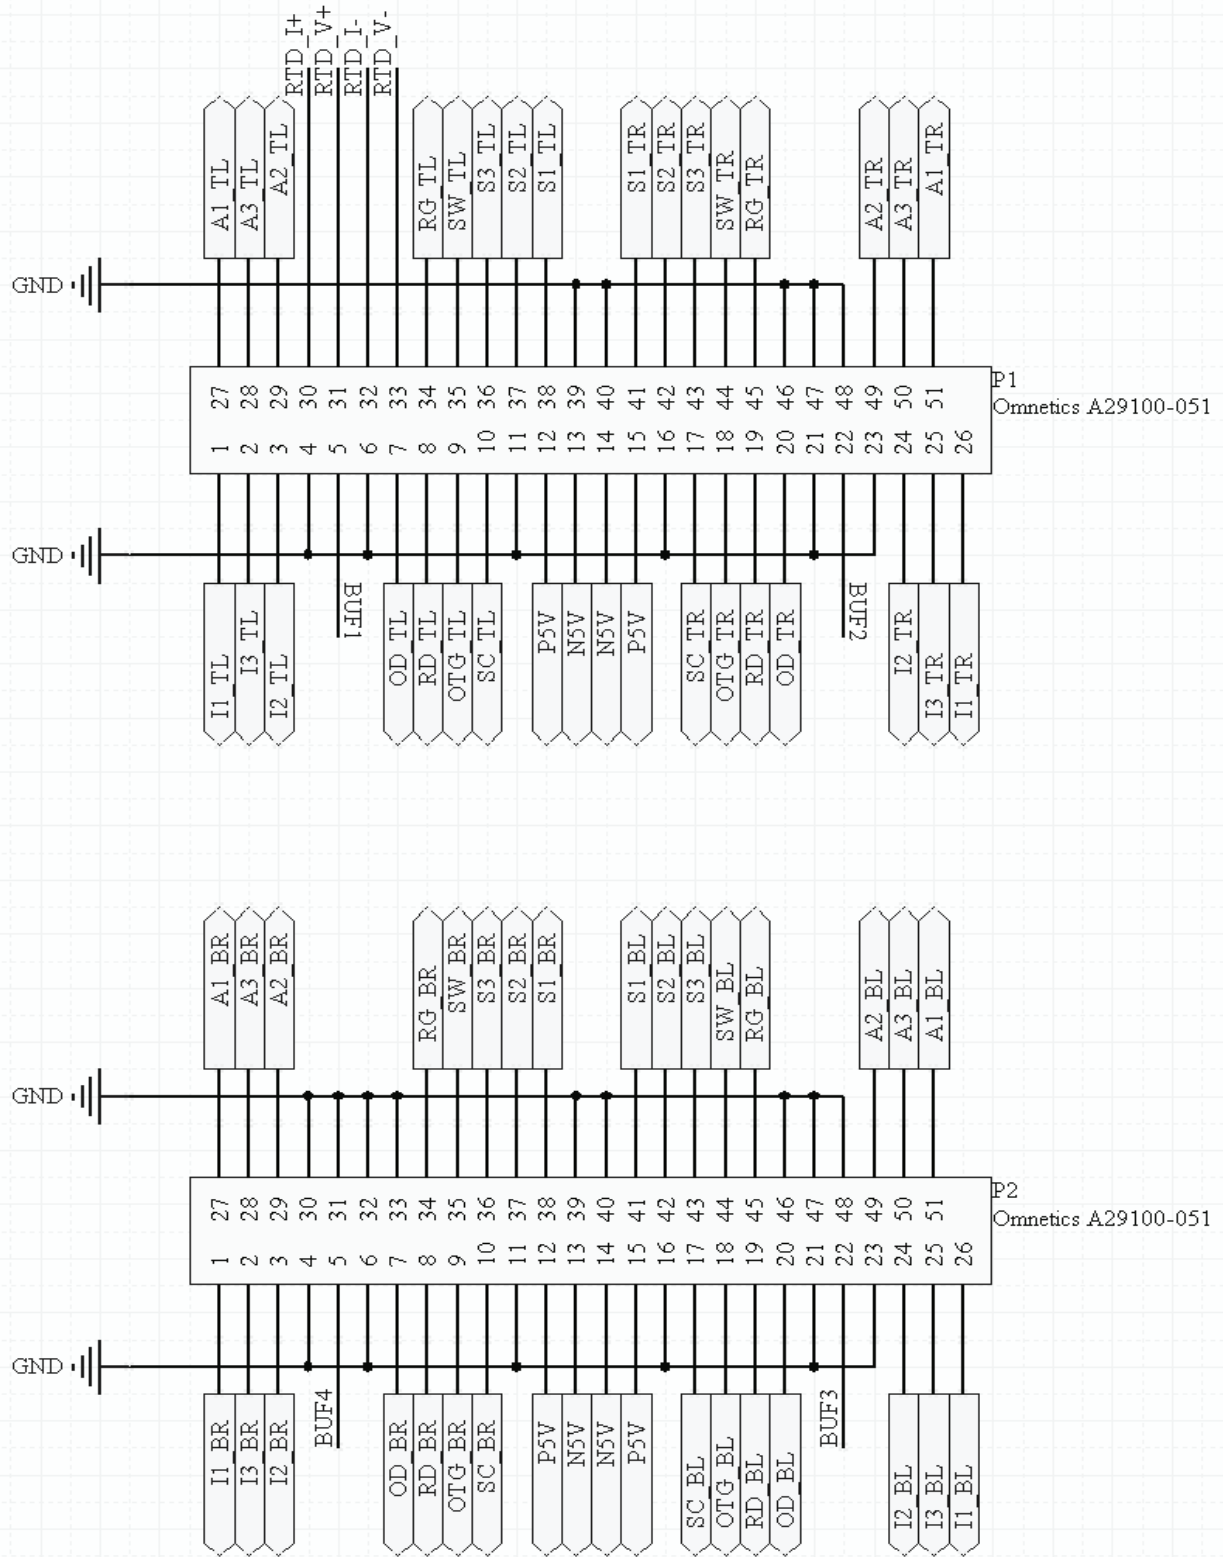 RTD_I+
RTD_V+
RTD_I-
RTD_V-
A1_TL
A3_TL
A2_TL
RG_TL
SW_TL
S3_TL
S2_TL
S1_TL
S1_TR
S2_TR
S3_TR
SW_TR
RG_TR
A2_TR
A3_TR
A1_TR
GND
27 28 29 30 31 32 33 34 35 36 37 38 39 40 41 42 43 44 45 46 47 48 49 50 51
P1
Omnetics A29100-051
1 2 3 4 5 6 7 8 9 10 11 12 13 14 15 16 17 18 19 20 21 22 23 24 25 26
GND
I1_TL
I3_TL
I2_TL
BUF1
OD_TL
RD_TL
OTG_TL
SC_TL
P5V
N5V
N5V
P5V
SC_TR
OTG_TR
RD_TR
OD_TR
BUF2
I2_TR
I3_TR
I1_TR
A1_BR
A3_BR
A2_BR
RG_BR
SW_BR
S3_BR
S2_BR
S1_BR
S1_BL
S2_BL
S3_BL
SW_BL
RG_BL
A2_BL
A3_BL
A1_BL
GND
27 28 29 30 31 32 33 34 35 36 37 38 39 40 41 42 43 44 45 46 47 48 49 50 51
P2
Omnetics A29100-051
1 2 3 4 5 6 7 8 9 10 11 12 13 14 15 16 17 18 19 20 21 22 23 24 25 26
GND
I1_BR
I3_BR
I2_BR
BUF4
OD_BR
RD_BR
OTG_BR
SC_BR
P5V
N5V
N5V
P5V
SC_BL
OTG_BL
RD_BL
OD_BL
BUF3
I2_BL
I3_BL
I1_BL